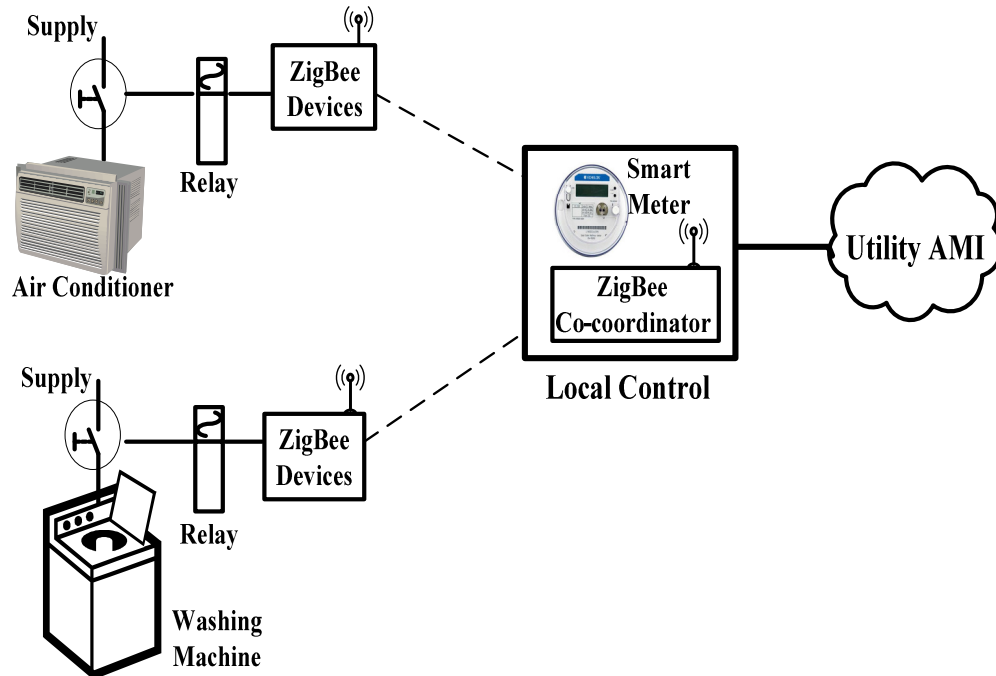 Supply
ZigBee
Devices
Relay
Air Conditioner
Smart
Meter
ZigBee
Co-coordinator
Local Control
Utility AMI
Supply
ZigBee
Devices
Relay
Washing
Machine